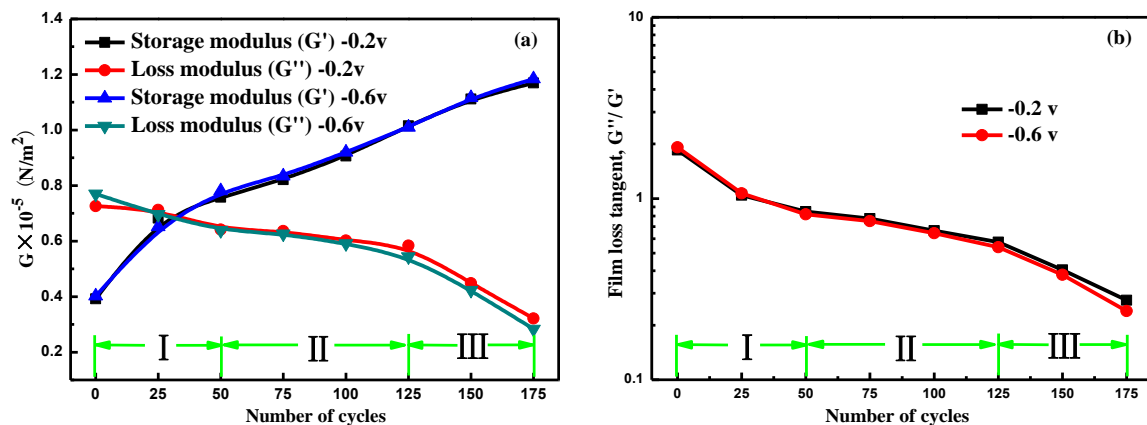 1.4
1.2
1.0
0.8
0.6
0.4
0.2
G×10⁻⁵ (N/m²)
(a)
Storage modulus (G') -0.2v
Loss modulus (G'') -0.2v
Storage modulus (G') -0.6v
Loss modulus (G'') -0.6v
I II III
0 25 50 75 100 125 150 175
Number of cycles
10
1
0.1
Film loss tangent, G''/ G'
(b)
-0.2 v
-0.6 v
I II III
0 25 50 75 100 125 150 175
Number of cycles